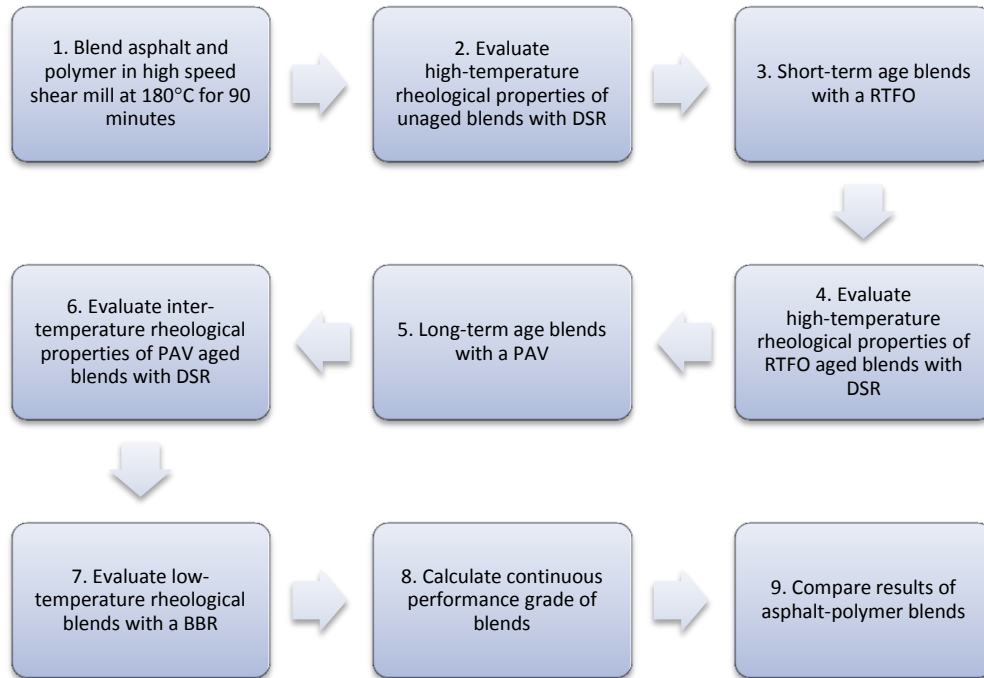 1. Blend asphalt and
polymer in high speed
shear mill at 180°C for 90
minutes
2. Evaluate
high-temperature
rheological properties of
unaged blends with DSR
3. Short-term age blends
with a RTFO
4. Evaluate
high-temperature
rheological properties of
RTFO aged blends with
DSR
5. Long-term age blends
with a PAV
6. Evaluate inter-
temperature rheological
properties of PAV aged
blends with DSR
7. Evaluate low-
temperature rheological
blends with a BBR
8. Calculate continuous
performance grade of
blends
9. Compare results of
asphalt-polymer blends